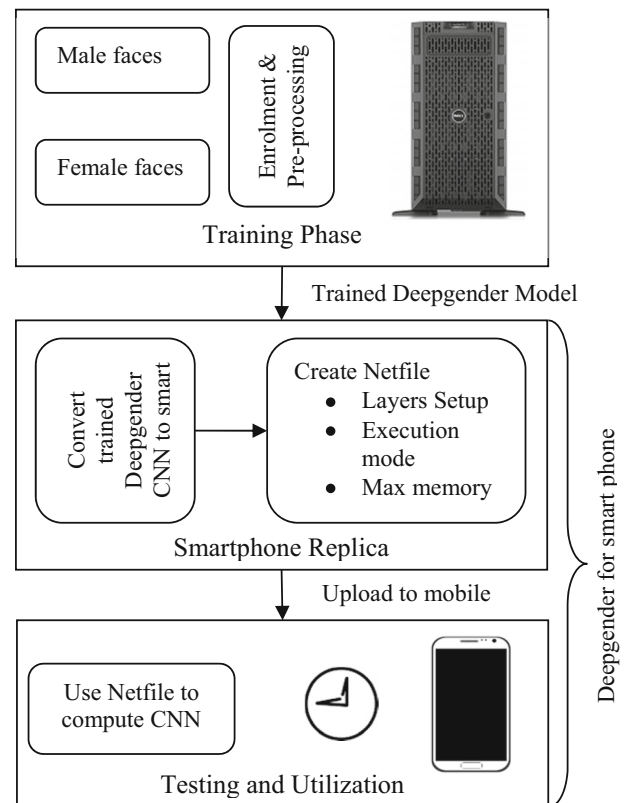 Male faces
Female faces
Enrolment &
Pre-processing
Training Phase
Trained Deepgender Model
Convert
trained
Deepgender
CNN to smart
Create Netfile
● Layers Setup
● Execution
mode
● Max memory
Smartphone Replica
Upload to mobile
Use Netfile to
compute CNN
Testing and Utilization
Deepgender for smart phone